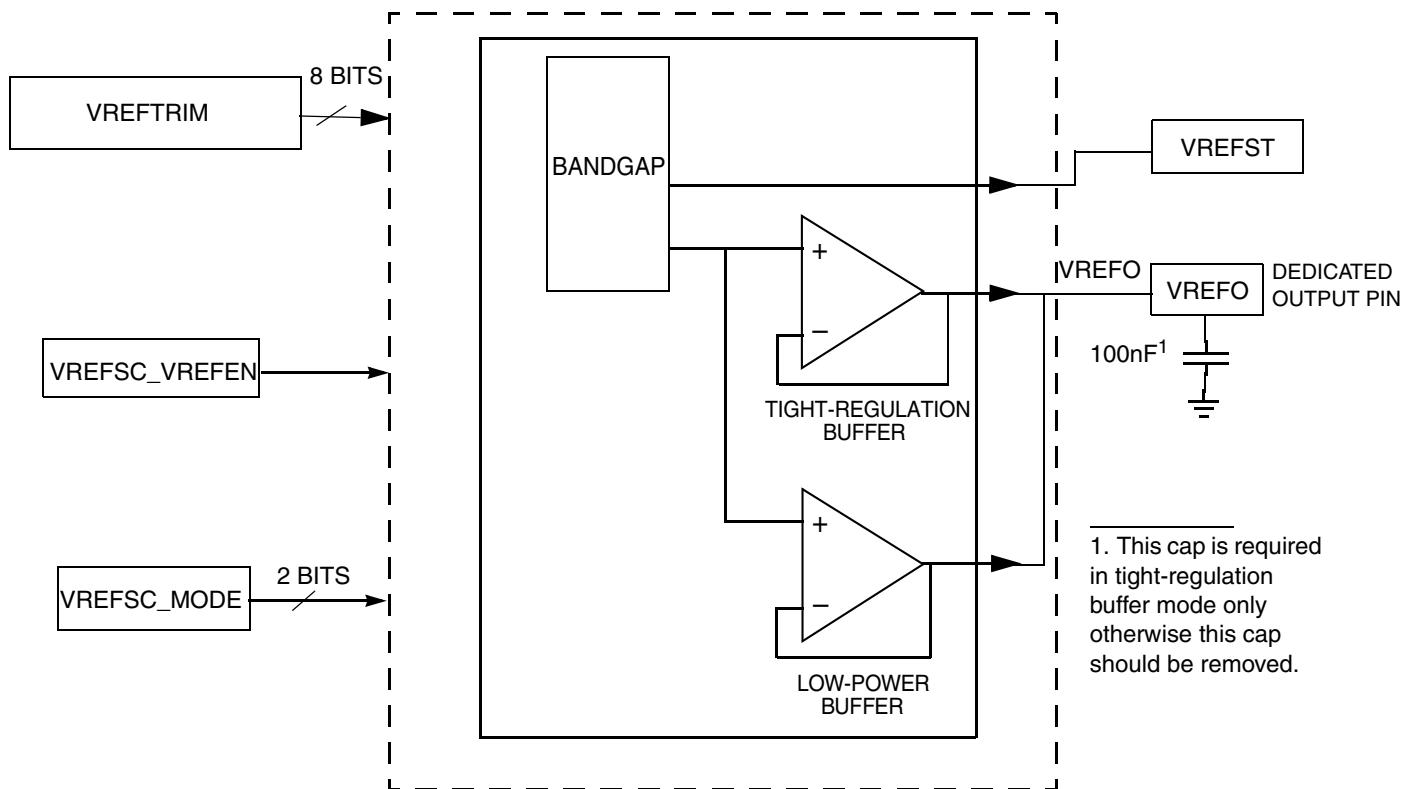 8 BITS
VREFTRIM
BANDGAP
VREFST
+
−
VREFO
VREFO
DEDICATED
OUTPUT PIN
100nF1
VREFSC_VREFEN
TIGHT-REGULATION
BUFFER
+
−
2 BITS
VREFSC_MODE
LOW-POWER
BUFFER
1. This cap is required
in tight-regulation
buffer mode only
otherwise this cap
should be removed.